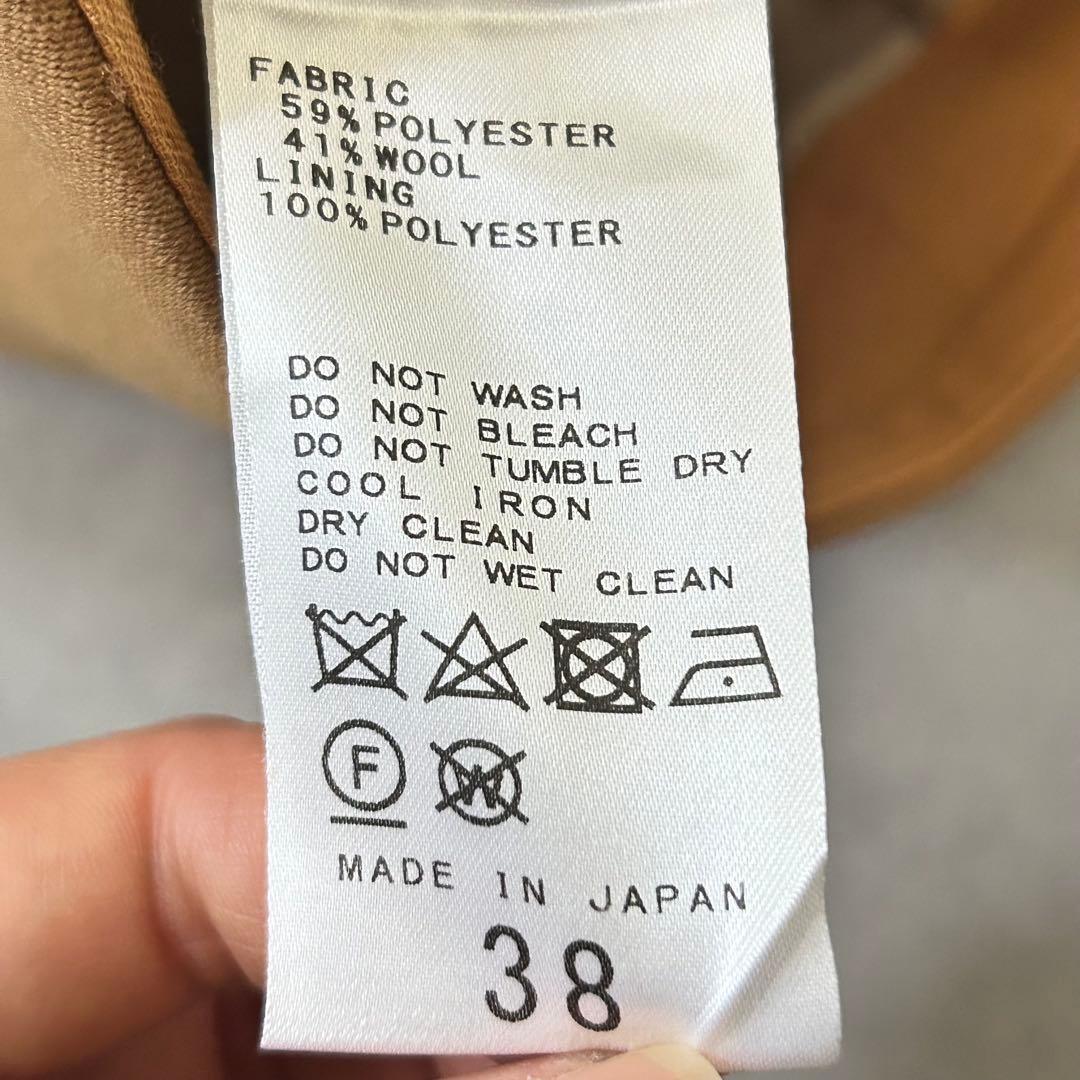 FABRIC
59% POLYESTER
41% WOOL
LINING
100% POLYESTER
DO NOT WASH
DO NOT BLEACH
DO NOT TUMBLE DRY
COOL IRON
DRY CLEAN
DO NOT WET CLEAN
F W
MADE IN JAPAN
38